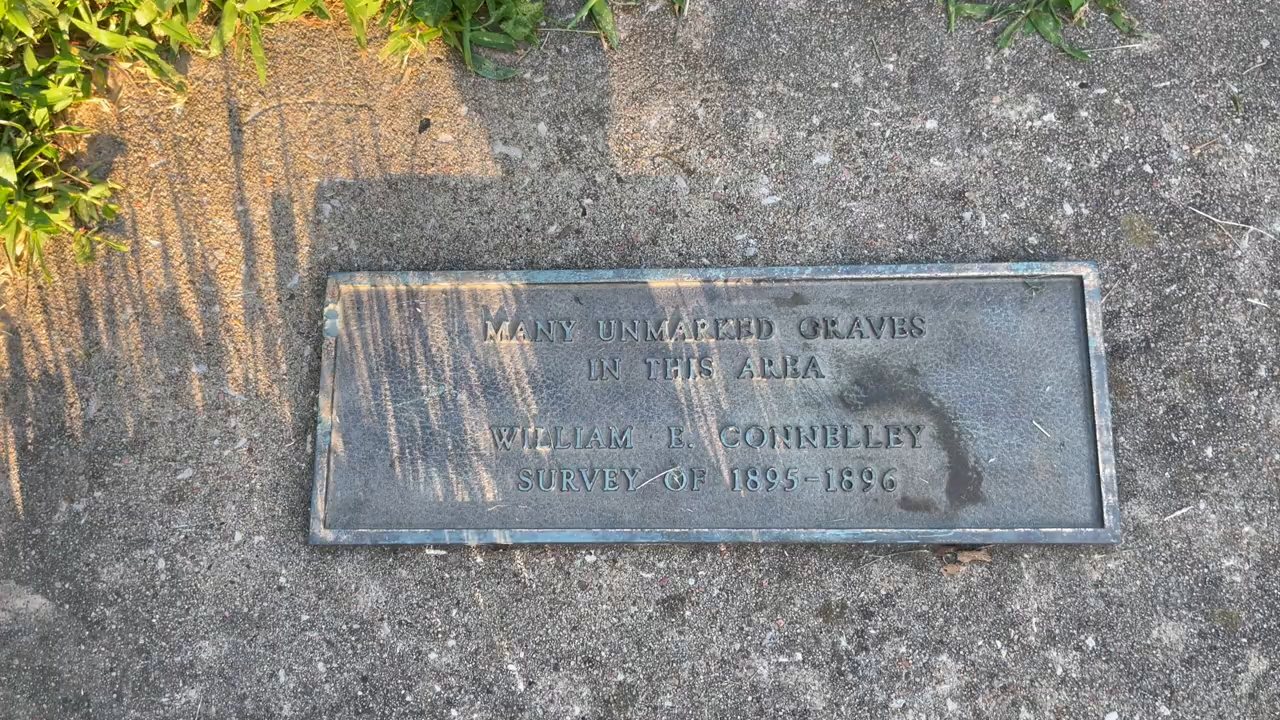 MANY UNMARKED GRAVES
IN THIS AREA
WILLIAM E. CONNELLEY
SURVEY OF 1895-1896